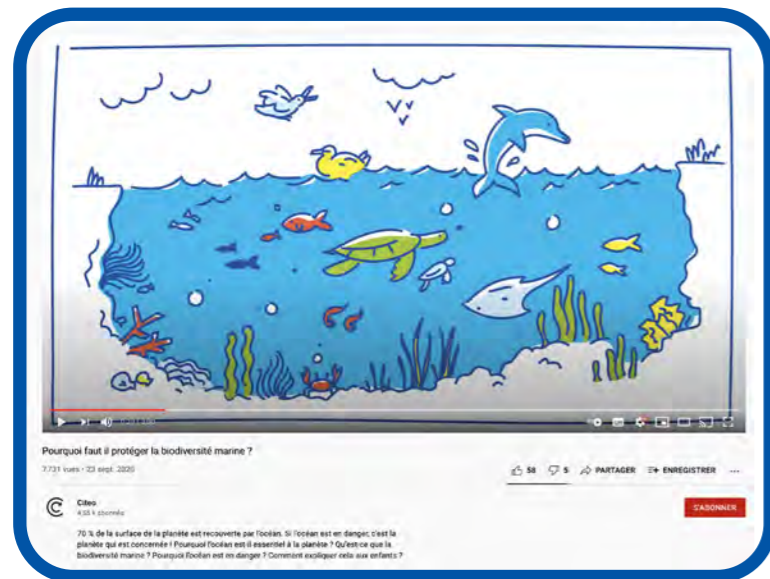 Pourquoi faut il protéger la biodiversité marine ?
7 731 vues • 23 sept. 2020
58 5 PARTAGER ENREGISTRER ...
Citeo
abonnés
S'ABONNER
70 % de la surface de la planète est recouverte par l'océan. Si l'océan est en danger, c'est la
planète qui est concernée ! Pourquoi l'océan est il essentiel à la planète ? Qu'est-ce que la
biodiversité marine ? Pourquoi l'océan est en danger ? Comment expliquer cela aux enfants ?